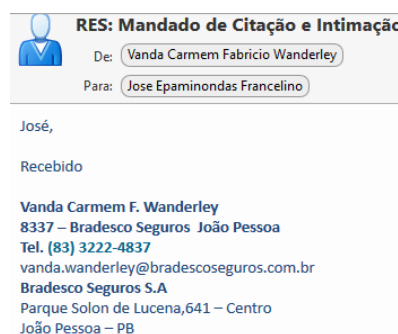 RES: Mandado de Citação e Intimação
De: Vanda Carmem Fabricio Wanderley
Para: Jose Epaminondas Francelino
José,
Recebido
Vanda Carmem F. Wanderley
8337 – Bradesco Seguros João Pessoa
Tel. (83) 3222-4837
vanda.wanderley@bradescoseguros.com.br
Bradesco Seguros S.A
Parque Solon de Lucena,641 – Centro
João Pessoa – PB